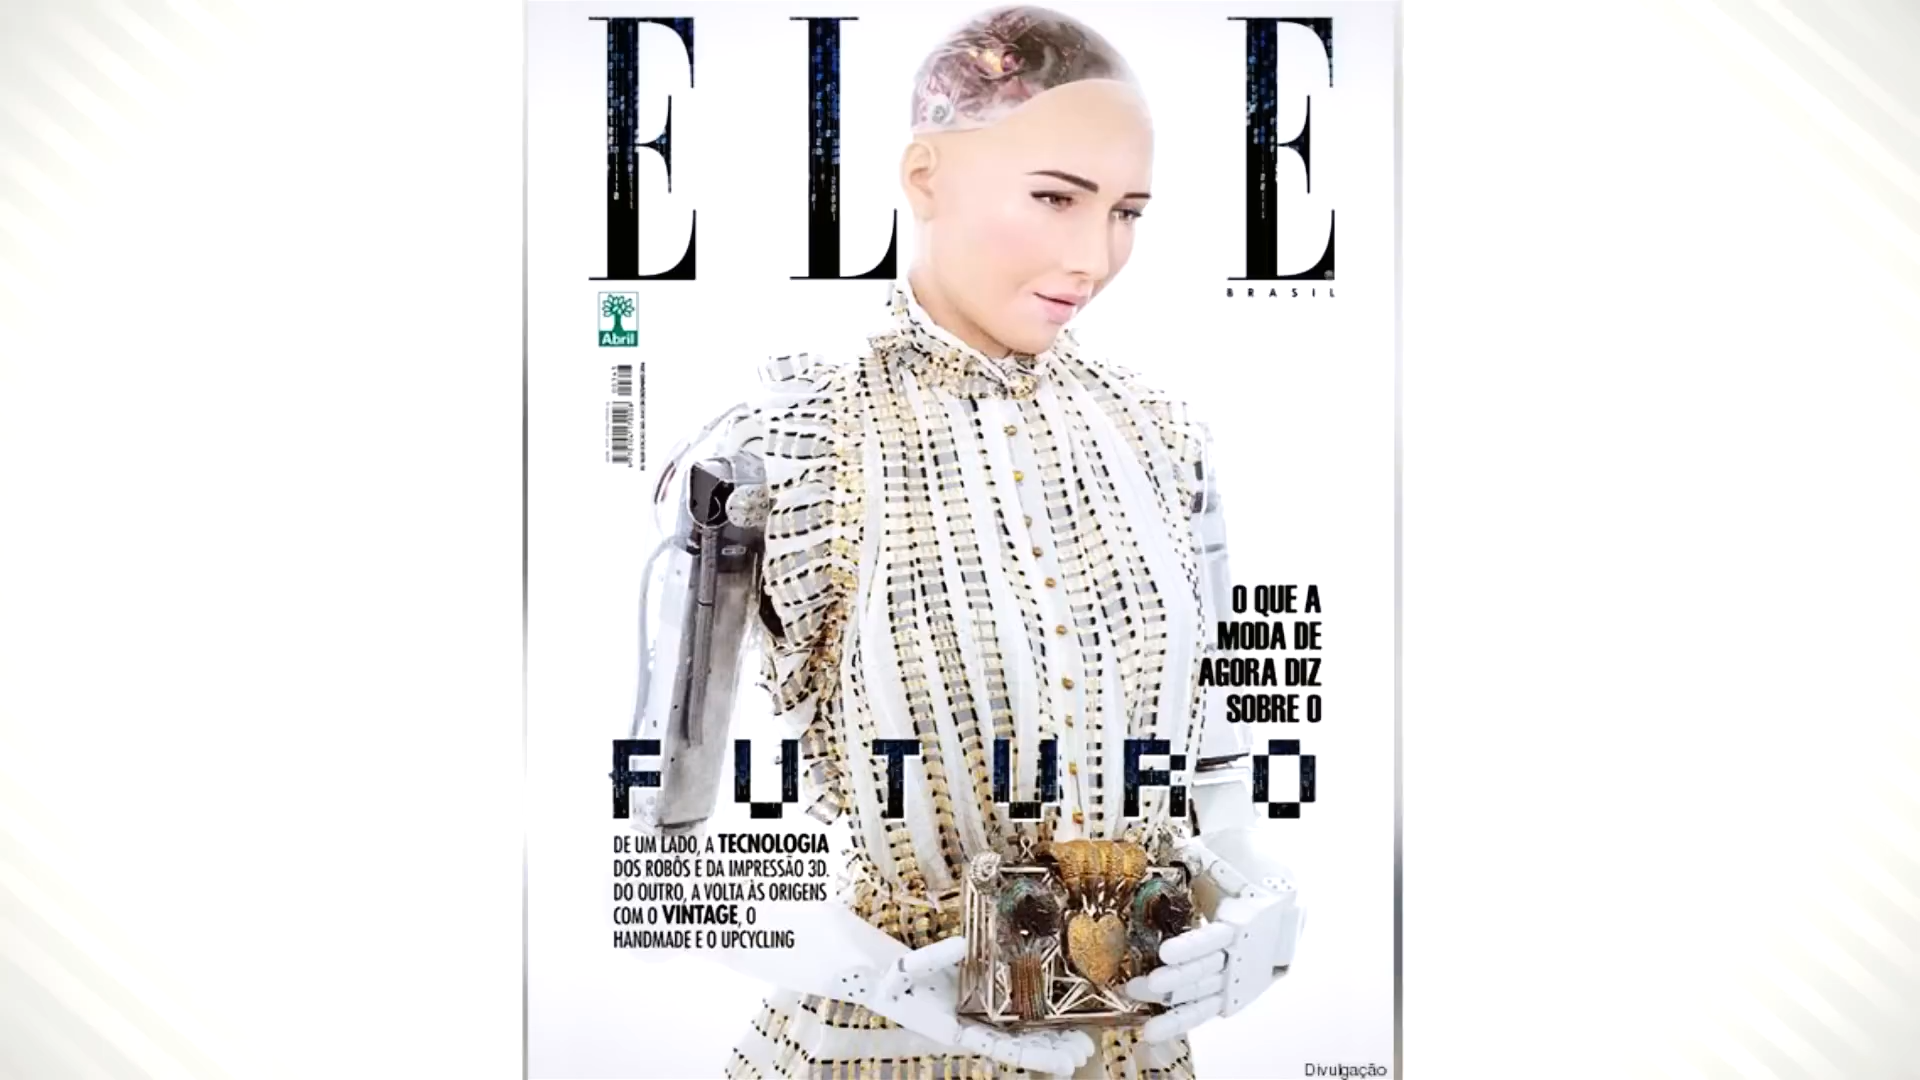 ELLE
BRASIL
Abril
O QUE A
MODA DE
AGORA DIZ
SOBRE O
FUTURO
DE UM LADO, A TECNOLOGIA
DOS ROBÔS E DA IMPRESSÃO 3D.
DO OUTRO, A VOLTA ÀS ORIGENS
COM O VINTAGE, O
HANDMADE E O UPCYCLING
Divulgação